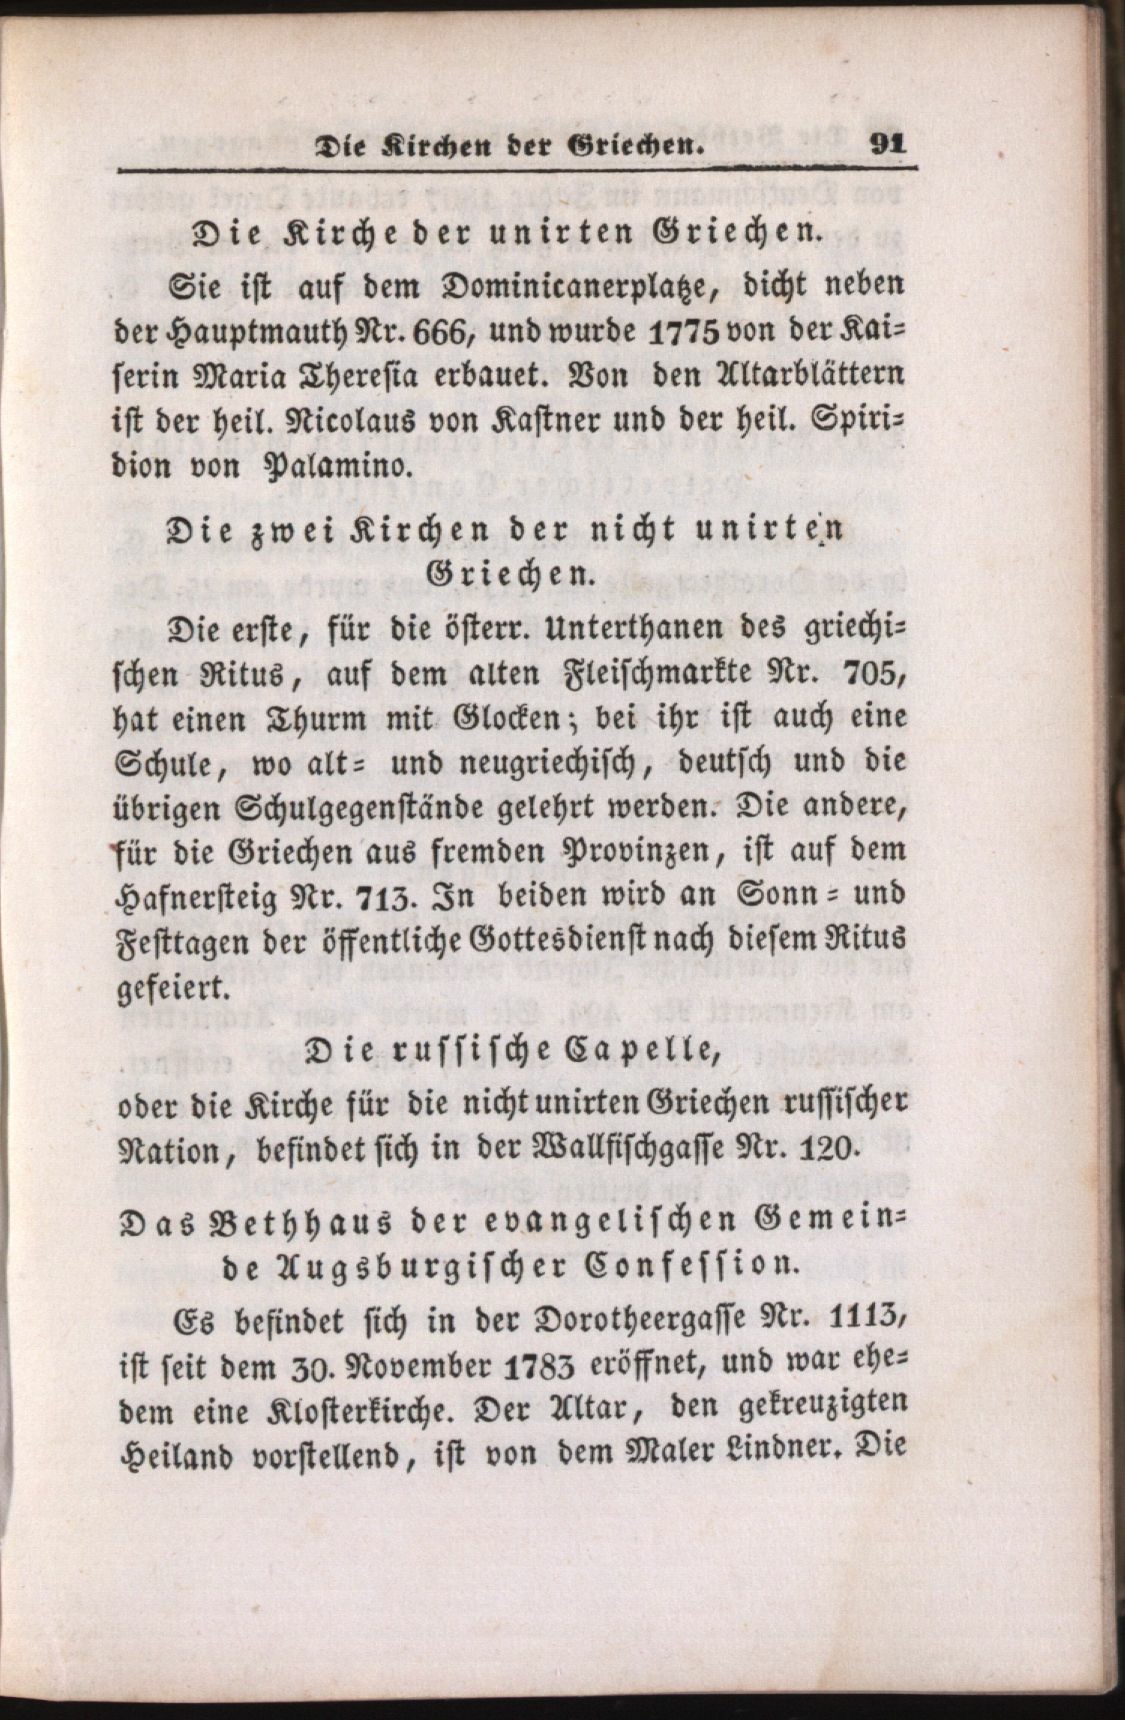 Die Kirchen der Griechen. 91
Die Kirche der unirten Griechen.
Sie ist auf dem Dominicanerplatze, dicht neben
der Hauptmauth Nr. 666, und wurde 1775 von der Kai-
serin Maria Theresia erbauet. Von den Altarblättern
ist der heil. Nicolaus von Kastner und der heil. Spiri-
dion von Palamino.
Die zwei Kirchen der nicht unirten
Griechen.
Die erste, für die österr. Unterthanen des griechi-
schen Ritus, auf dem alten Fleischmarkte Nr. 705,
hat einen Thurm mit Glocken; bei ihr ist auch eine
Schule, wo alt- und neugriechisch, deutsch und die
übrigen Schulgegenstände gelehrt werden. Die andere,
für die Griechen aus fremden Provinzen, ist auf dem
Hafnersteig Nr. 713. In beiden wird an Sonn- und
Festtagen der öffentliche Gottesdienst nach diesem Ritus
gefeiert.
Die russische Capelle,
oder die Kirche für die nicht unirten Griechen russischer
Nation, befindet sich in der Wallfischgasse Nr. 120.
Das Bethhaus der evangelischen Gemein-
de Augsburgischer Confession.
Es befindet sich in der Dorotheergasse Nr. 1113,
ist seit dem 30. November 1783 eröffnet, und war ehe-
dem eine Klosterkirche. Der Altar, den gekreuzigten
Heiland vorstellend, ist von dem Maler Lindner. Die